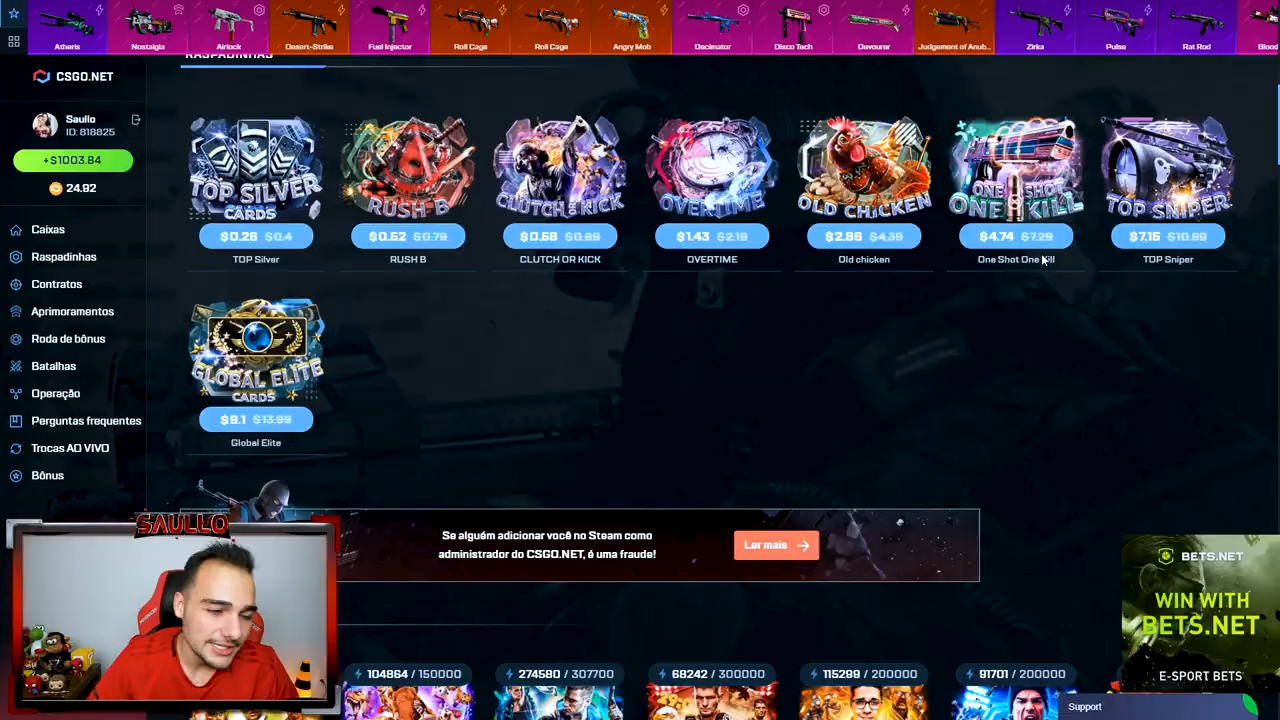 Atheris
Nostalgia
Airlock
Desert-Strike
Fuel Injector
Roll Cage
Roll Cage
Angry Mob
Decimator
Disco Tech
Devourer
Judgement of Anub...
Zirka
Pulse
Rat Rod
Blood
RASPADINHAS
CSGO.NET
Saullo
ID: 818825
+$1003.84
24.92
Caixas
Raspadinhas
Contratos
Aprimoramentos
Roda de bônus
Batalhas
Operação
Perguntas frequentes
Trocas AO VIVO
Bônus
TOP SILVER
CARDS
$0.26 $0.4
TOP Silver
RUSH B
$0.52 $0.79
RUSH B
CLUTCH OR KICK
$0.58 $0.89
CLUTCH OR KICK
OVERTIME
$1.43 $2.19
OVERTIME
OLD CHICKEN
$2.86 $4.39
Old chicken
ONE SHOT
ONE KILL
$4.74 $7.29
One Shot One Kill
TOP SNIPER
$7.15 $10.99
TOP Sniper
GLOBAL ELITE
CARDS
$9.1 $13.99
Global Elite
Se alguém adicionar você no Steam como
administrador do CSGO.NET, é uma fraude!
Ler mais
SAULLO
104864 / 150000
274580 / 307700
68242 / 300000
115299 / 200000
91701 / 200000
BETS.NET
WIN WITH
BETS.NET
E-SPORT BETS
Support